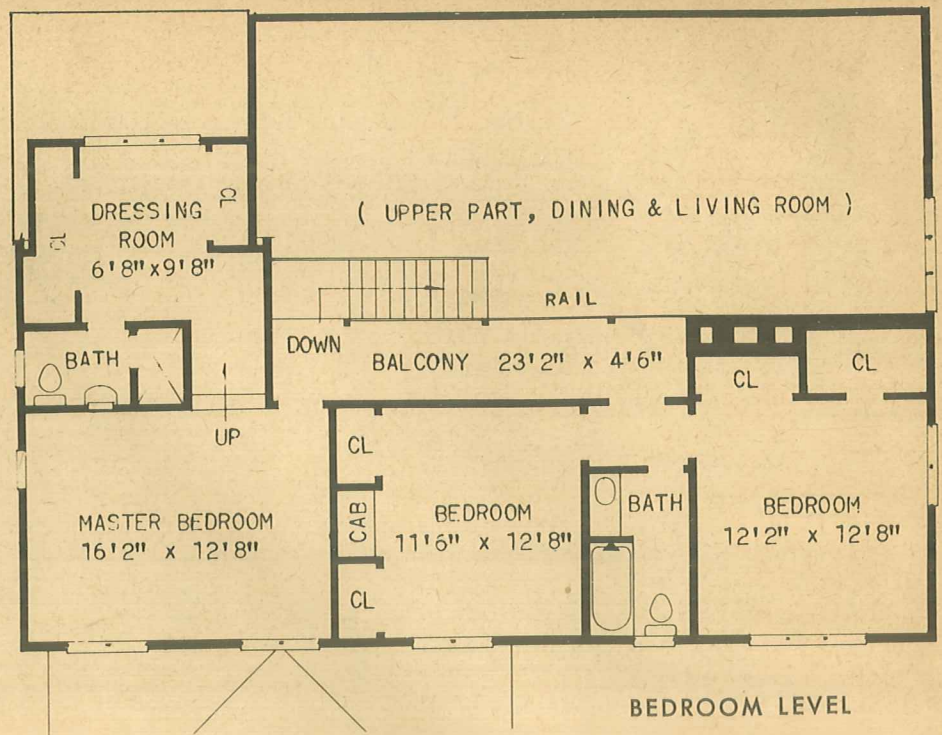 CL
DRESSING
ROOM
6'8" x 9'8"
CL
( UPPER PART, DINING & LIVING ROOM )
RAIL
BATH
DOWN
BALCONY 23'2" x 4'6"
CL
CL
UP
MASTER BEDROOM
16'2" x 12'8"
CL
CAB
CL
BEDROOM
11'6" x 12'8"
BATH
BEDROOM
12'2" x 12'8"
BEDROOM LEVEL